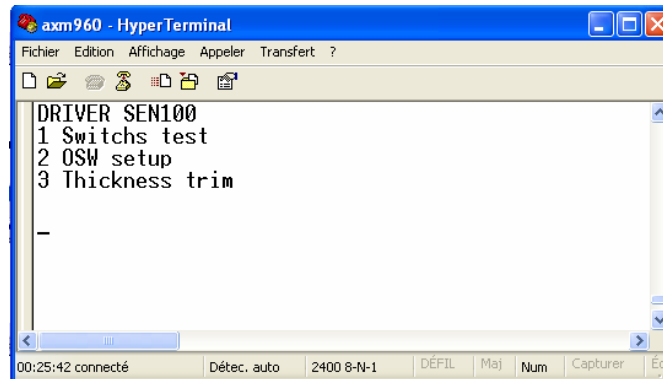 axm960 - HyperTerminal
Fichier Edition Affichage Appeler Transfert ?
DRIVER SEN100
1 Switchs test
2 OSW setup
3 Thickness trim
00:25:42 connecté Détec. auto 2400 8-N-1 DÉFIL Maj Num Capturer